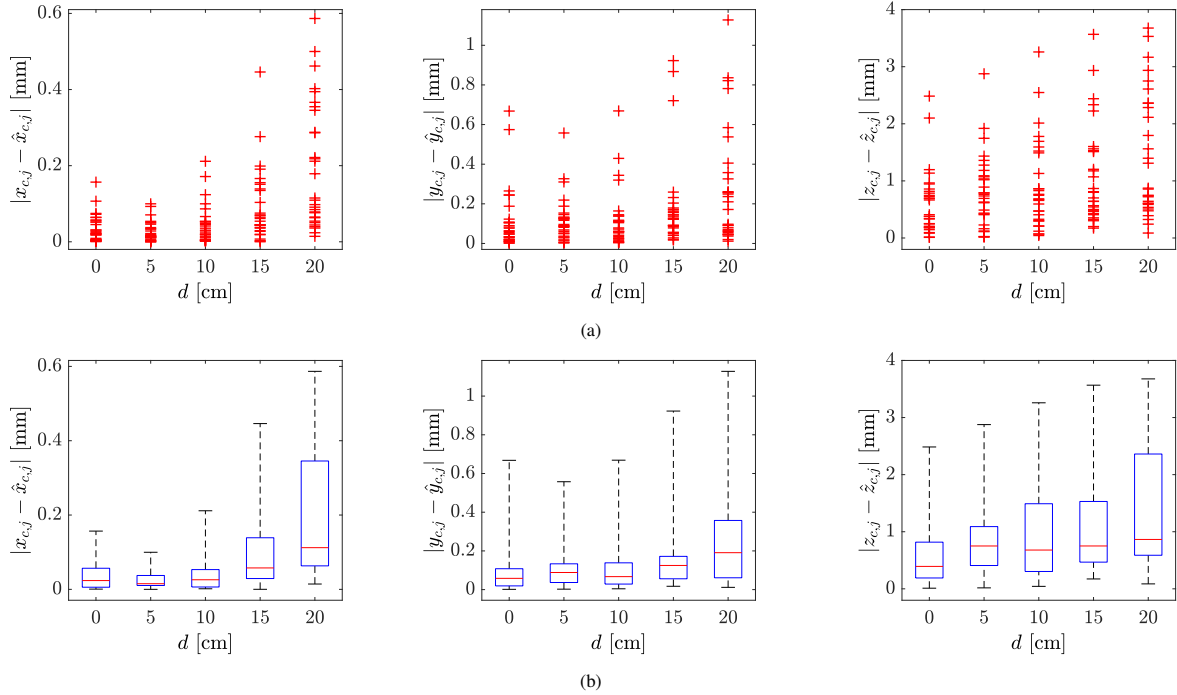 |x_{c,j} − x̂_{c,j}| [mm]
0.6
0.4
0.2
0
0 5 10 15 20
d [cm]
|y_{c,j} − ŷ_{c,j}| [mm]
1
0.8
0.6
0.4
0.2
0
0 5 10 15 20
d [cm]
|z_{c,j} − ẑ_{c,j}| [mm]
4
3
2
1
0
0 5 10 15 20
d [cm]
(a)
|x_{c,j} − x̂_{c,j}| [mm]
0.6
0.4
0.2
0
0 5 10 15 20
d [cm]
|y_{c,j} − ŷ_{c,j}| [mm]
1
0.8
0.6
0.4
0.2
0
0 5 10 15 20
d [cm]
|z_{c,j} − ẑ_{c,j}| [mm]
4
3
2
1
0
0 5 10 15 20
d [cm]
(b)